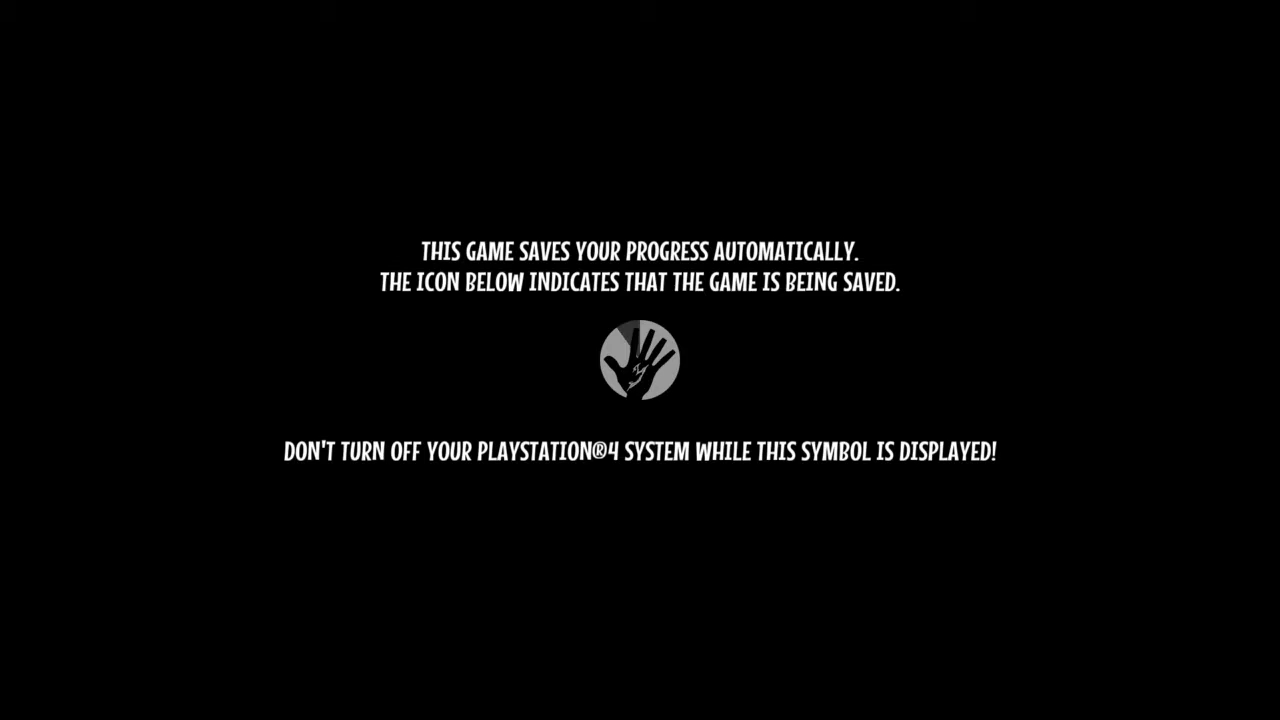 THIS GAME SAVES YOUR PROGRESS AUTOMATICALLY.
THE ICON BELOW INDICATES THAT THE GAME IS BEING SAVED.
DON'T TURN OFF YOUR PLAYSTATION®4 SYSTEM WHILE THIS SYMBOL IS DISPLAYED!